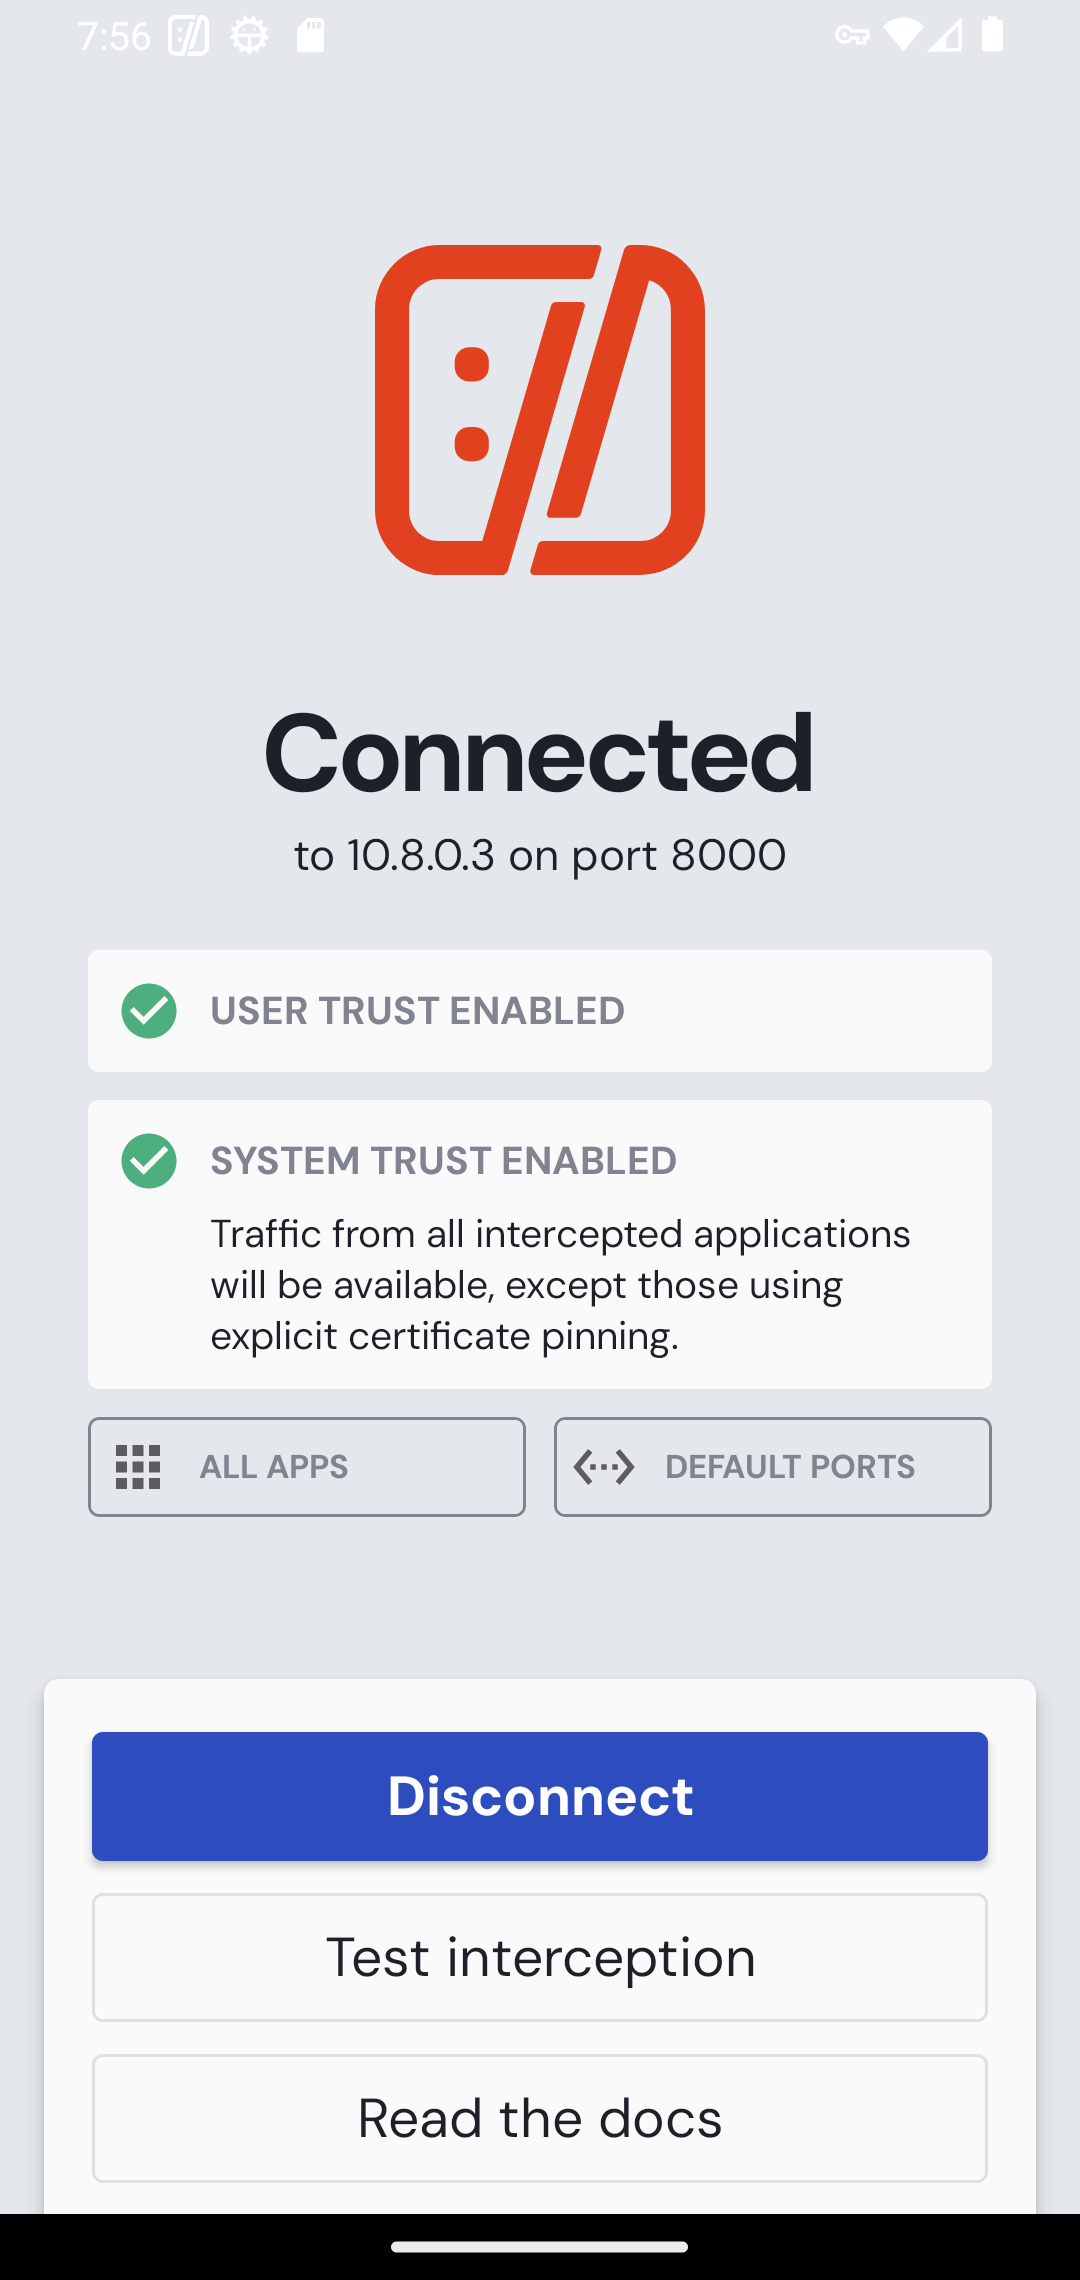 7:56
Connected
to 10.8.0.3 on port 8000
USER TRUST ENABLED
SYSTEM TRUST ENABLED
Traffic from all intercepted applications
will be available, except those using
explicit certificate pinning.
ALL APPS
DEFAULT PORTS
Disconnect
Test interception
Read the docs